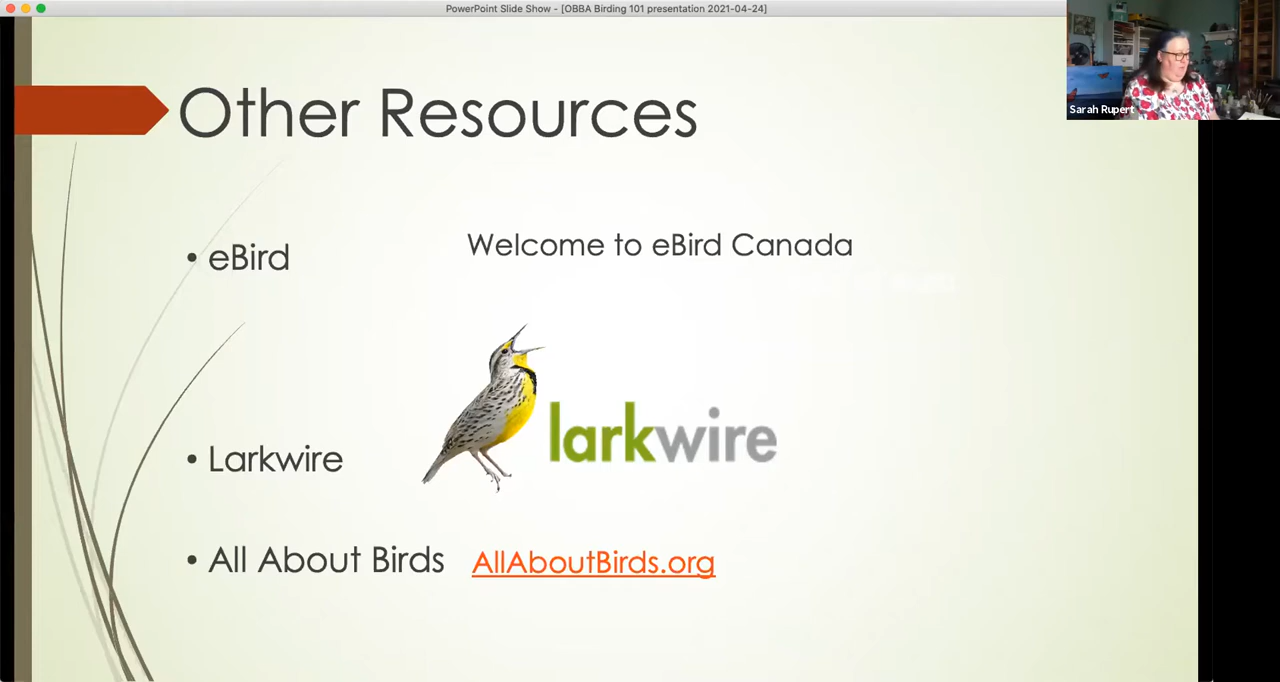 PowerPoint Slide Show - [OBBA Birding 101 presentation 2021-04-24]
Sarah Rupert
Other Resources
• eBird
Welcome to eBird Canada
larkwire
• Larkwire
• All About Birds
AllAboutBirds.org